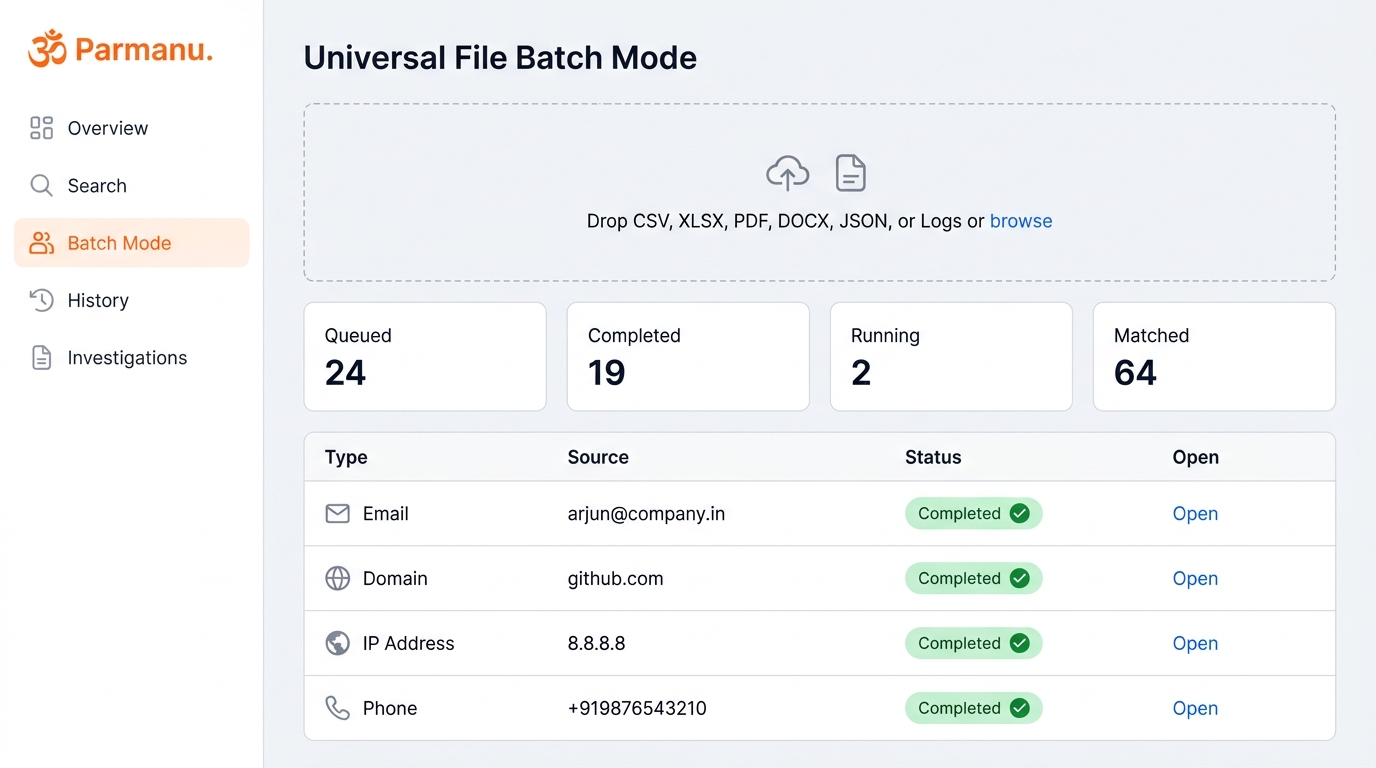 ॐ Parmanu.
Overview
Search
Batch Mode
History
Investigations
Universal File Batch Mode
Drop CSV, XLSX, PDF, DOCX, JSON, or Logs or browse
Queued
24
Completed
19
Running
2
Matched
64
Type Source Status Open
Email arjun@company.in Completed Open
Domain github.com Completed Open
IP Address 8.8.8.8 Completed Open
Phone +919876543210 Completed Open